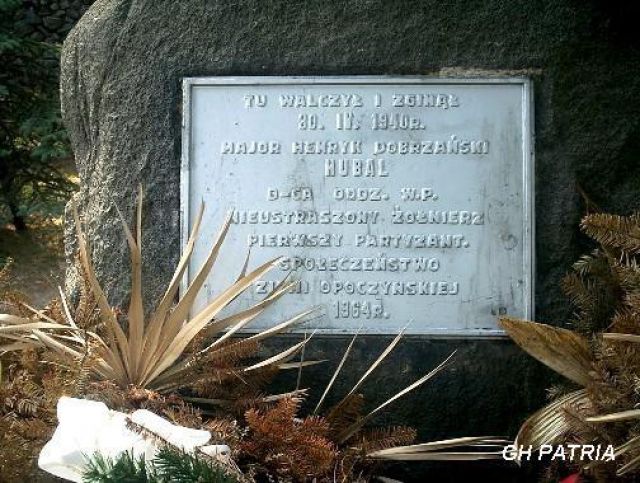 TU WALCZYŁ I ZGINĄŁ
30. IV. 1940R.
MAJOR HENRYK DOBRZAŃSKI
HUBAL
D-CA ODDZ. W.P.
NIEUSTRASZONY ŻOŁNIERZ
PIERWSZY PARTYZANT.
SPOŁECZEŃSTWO
ZIEMI OPOCZYŃSKIEJ
1964R.
GH PATRIA